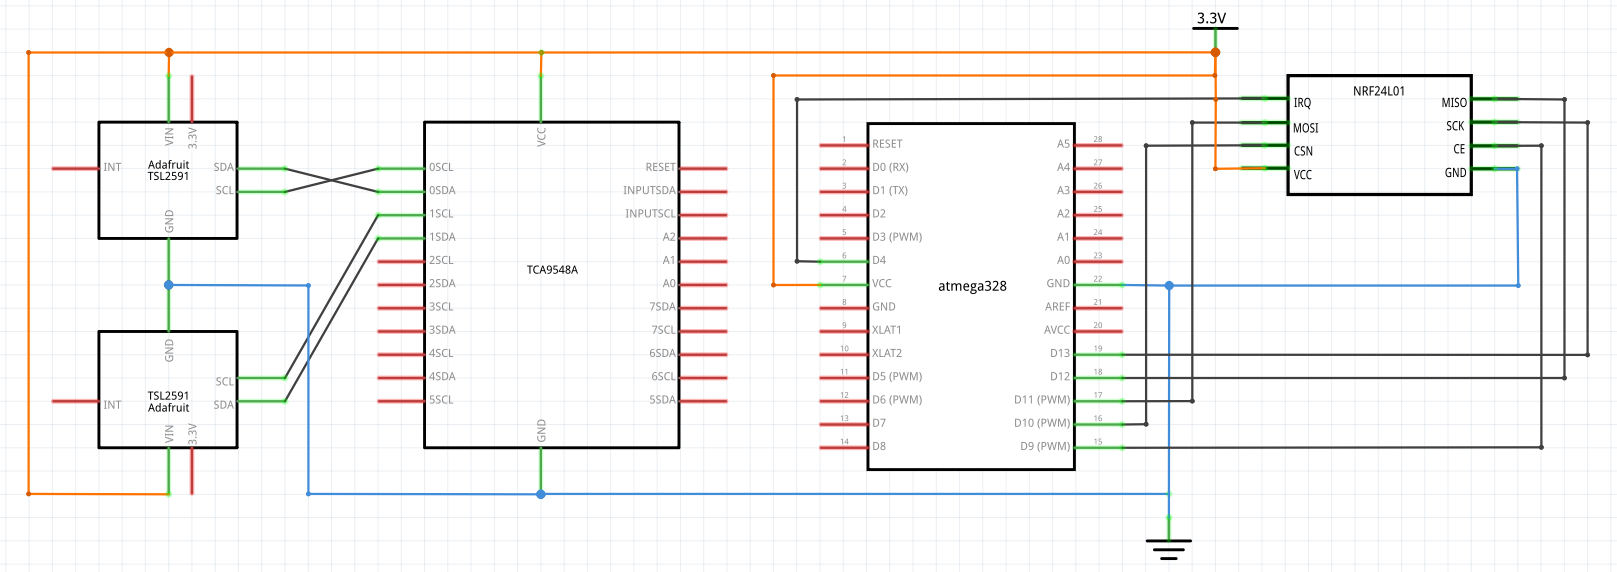 3.3V
VIN
3.3V
INT
Adafruit
TSL2591
SDA
SCL
GND
GND
INT
TSL2591
Adafruit
SCL
SDA
VIN
3.3V
VCC
0SCL
0SDA
1SCL
1SDA
2SCL
2SDA
3SCL
3SDA
4SCL
4SDA
5SCL
TCA9548A
RESET
INPUTSDA
INPUTSCL
A2
A1
A0
7SDA
7SCL
6SDA
6SCL
5SDA
GND
1 RESET
2 D0 (RX)
3 D1 (TX)
4 D2
5 D3 (PWM)
6 D4
7 VCC
8 GND
9 XLAT1
10 XLAT2
11 D5 (PWM)
12 D6 (PWM)
13 D7
14 D8
atmega328
A5 28
A4 27
A3 26
A2 25
A1 24
A0 23
GND 22
AREF 21
AVCC 20
D13 19
D12 18
D11 (PWM) 17
D10 (PWM) 16
D9 (PWM) 15
NRF24L01
IRQ
MOSI
CSN
VCC
MISO
SCK
CE
GND